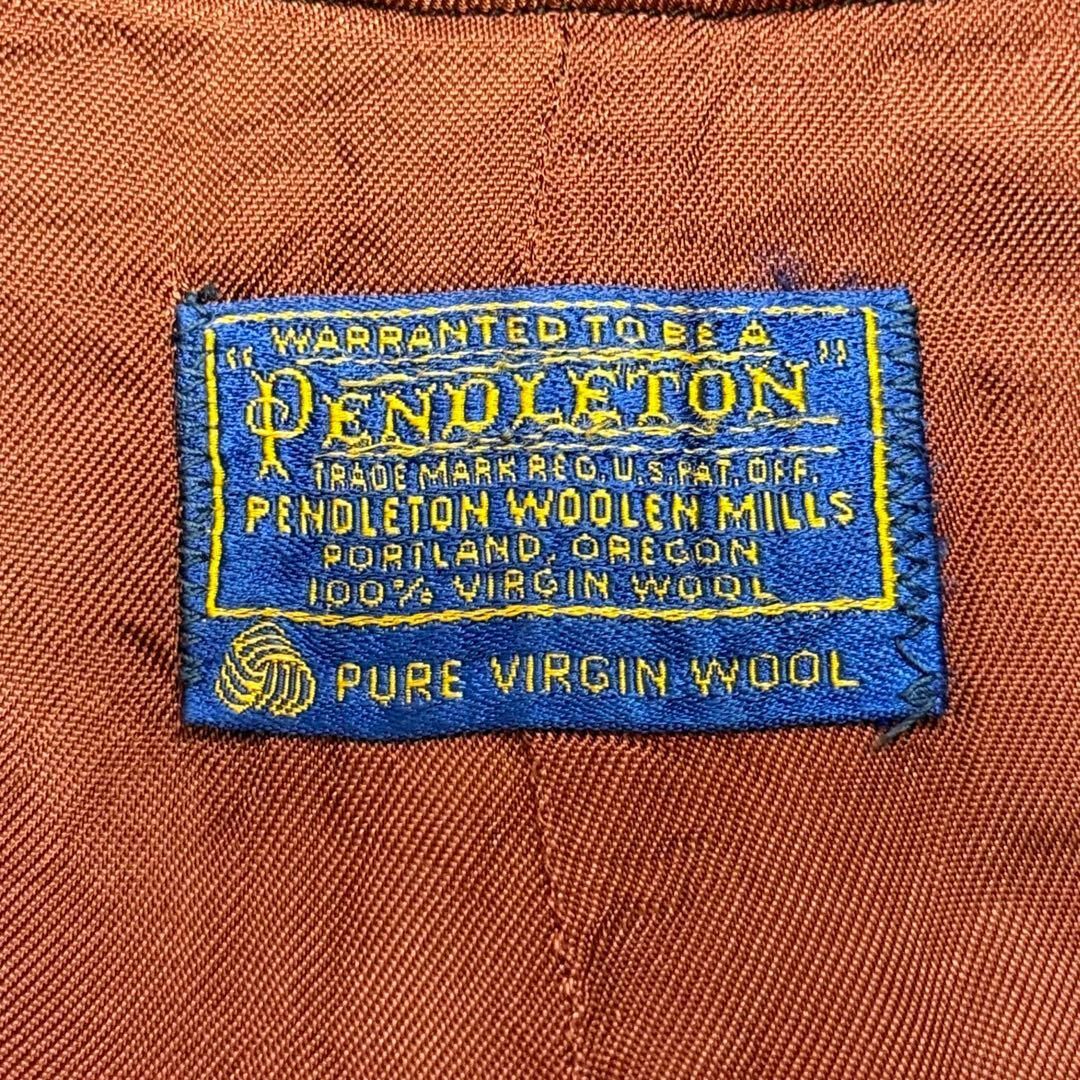 WARRANTED TO BE A
"PENDLETON"
TRADE MARK REG. U.S. PAT. OFF.
PENDLETON WOOLEN MILLS
PORTLAND, OREGON
100% VIRGIN WOOL
PURE VIRGIN WOOL